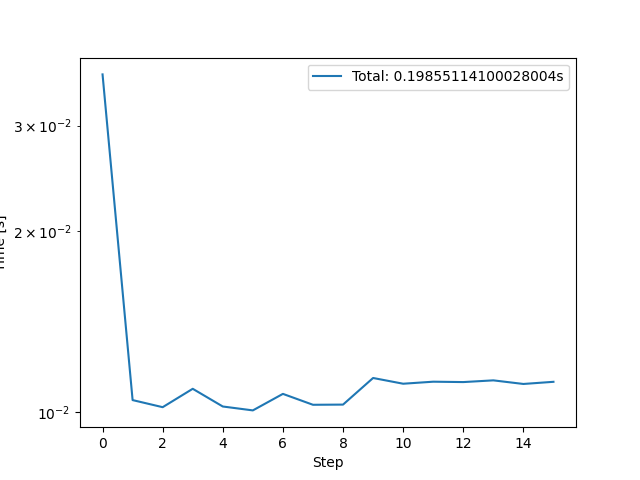 Total: 0.19855114100028004s
3 × 10⁻²
2 × 10⁻²
10⁻²
0 2 4 6 8 10 12 14
Step